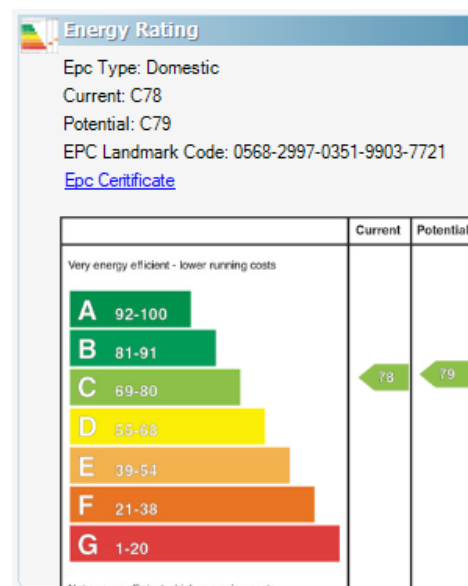 Energy Rating
Epc Type: Domestic
Current: C78
Potential: C79
EPC Landmark Code: 0568-2997-0351-9903-7721
Epc Ceritificate
Current Potential
Very energy efficient - lower running costs
A 92-100
B 81-91
C 69-80 78 79
D 55-68
E 39-54
F 21-38
G 1-20